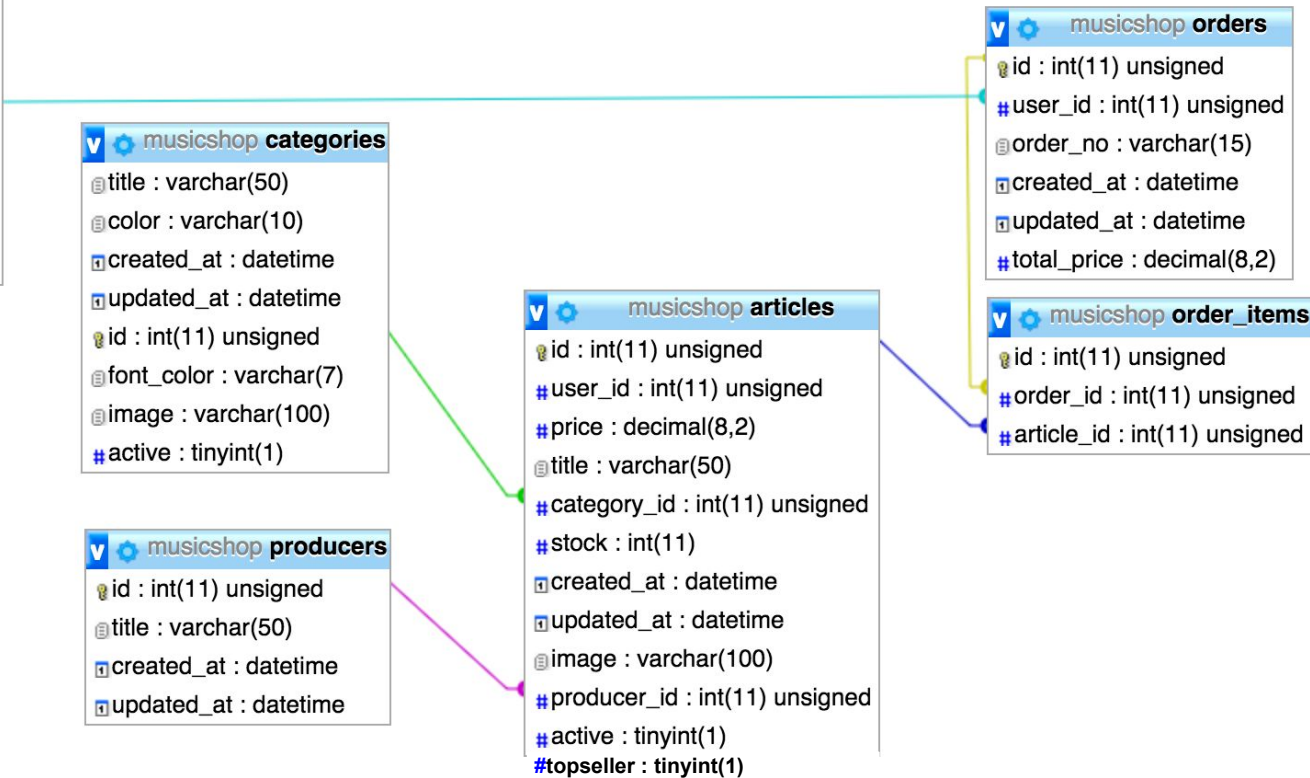 musicshop orders
id : int(11) unsigned
user_id : int(11) unsigned
order_no : varchar(15)
created_at : datetime
updated_at : datetime
#total_price : decimal(8,2)
v musicshop categories
title : varchar(50)
color : varchar(10)
created_at : datetime
updated_at : datetime
id : int(11) unsigned
font_color : varchar(7)
image : varchar(100)
#active : tinyint(1)
v musicshop articles
id : int(11) unsigned
#user_id : int(11) unsigned
#price : decimal(8,2)
title : varchar(50)
#category_id : int(11) unsigned
#stock : int(11)
created_at : datetime
updated_at : datetime
image : varchar(100)
#producer_id : int(11) unsigned
#active : tinyint(1)
#topseller : tinyint(1)
v musicshop order_items
id : int(11) unsigned
#order_id : int(11) unsigned
#article_id : int(11) unsigned
v musicshop producers
id : int(11) unsigned
title : varchar(50)
created_at : datetime
updated_at : datetime